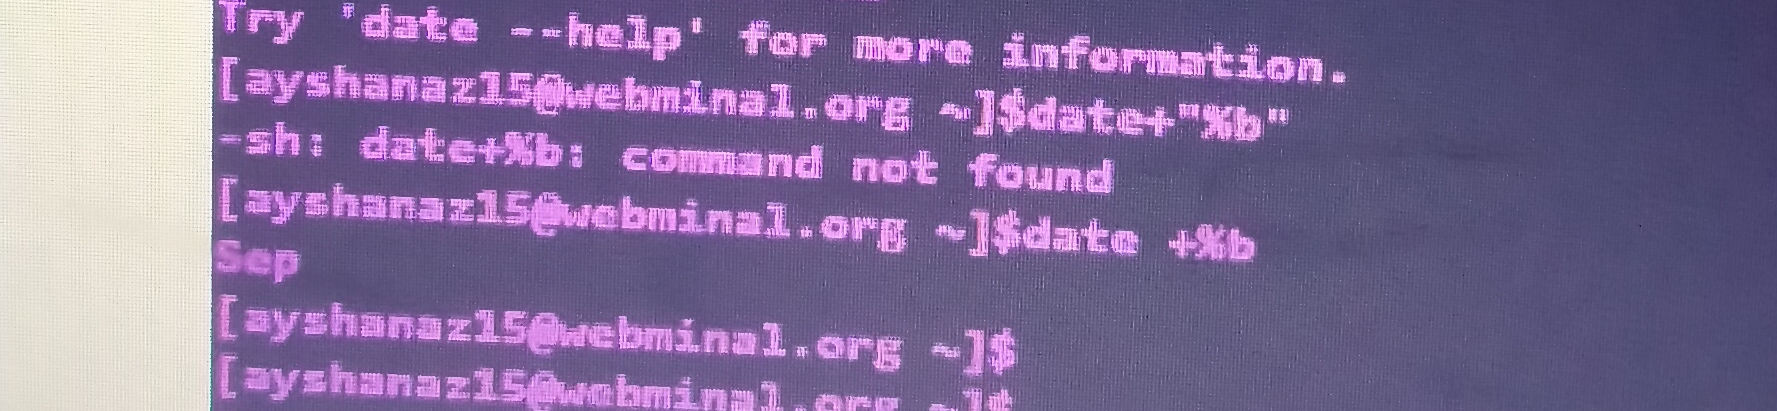 Try 'date --help' for more information.
[ayshanaz15@webminal.org ~]$date+"%b"
-sh: date+%b: command not found
[ayshanaz15@webminal.org ~]$date +%b
Sep
[ayshanaz15@webminal.org ~]$
[ayshanaz15@webminal.org ~]$